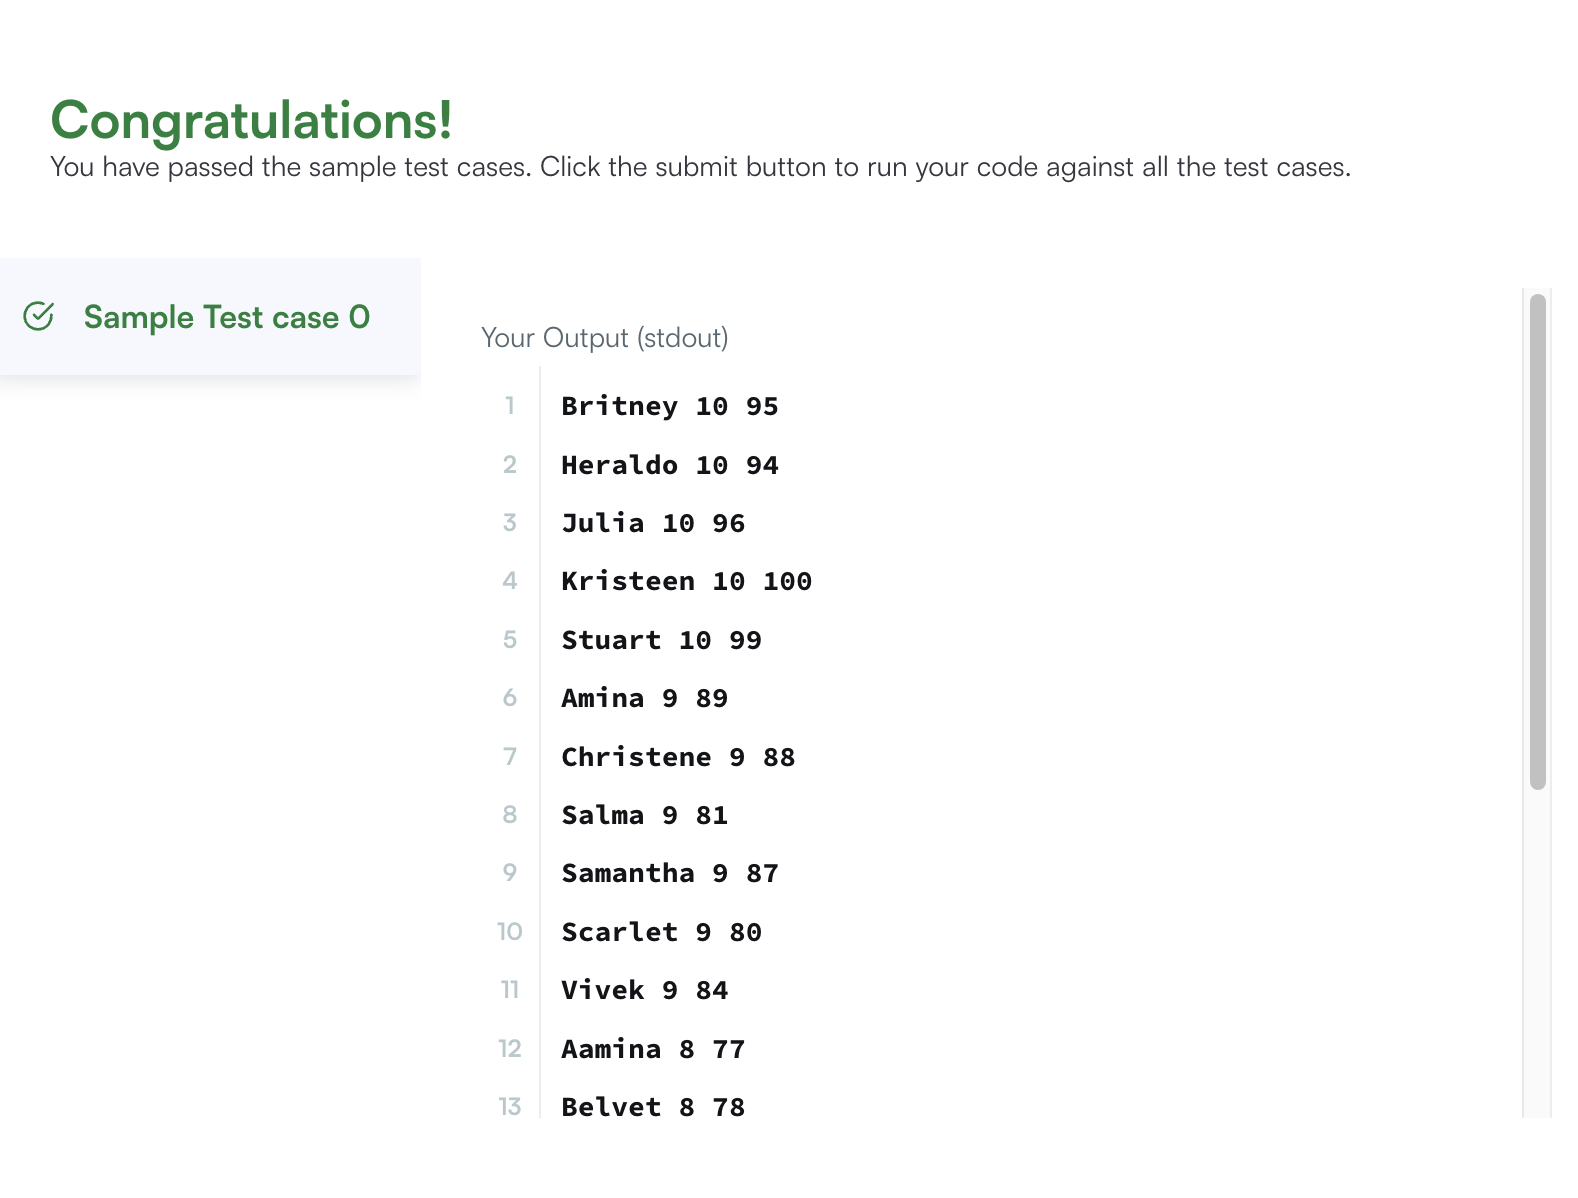 Congratulations!
You have passed the sample test cases. Click the submit button to run your code against all the test cases.
Sample Test case 0
Your Output (stdout)
1 Britney 10 95
2 Heraldo 10 94
3 Julia 10 96
4 Kristeen 10 100
5 Stuart 10 99
6 Amina 9 89
7 Christene 9 88
8 Salma 9 81
9 Samantha 9 87
10 Scarlet 9 80
11 Vivek 9 84
12 Aamina 8 77
13 Belvet 8 78